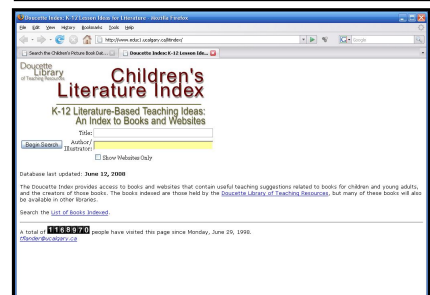 Doucette Index: K-12 Lesson Ideas for Literature - Mozilla Firefox
File Edit View History Bookmarks Tools Help
http://www.educ.ucalgary.ca/litindex/
Google
Search the Children's Picture Book Dat...
Doucette Index: K-12 Lesson Ide...
Doucette
Library
of Teaching Resources
Children's
Literature Index
K-12 Literature-Based Teaching Ideas:
An Index to Books and Websites
Title:
Begin Search
Author/
Illustrator:
Show Websites Only
Database last updated: June 12, 2008
The Doucette Index provides access to books and websites that contain useful teaching suggestions related to books for children and young adults,
and the creators of those books. The books indexed are those held by the Doucette Library of Teaching Resources, but many of these books will also
be available in other libraries.
Search the List of Books Indexed.
A total of 1168970 people have visited this page since Monday, June 29, 1998.
tflander@ucalgary.ca